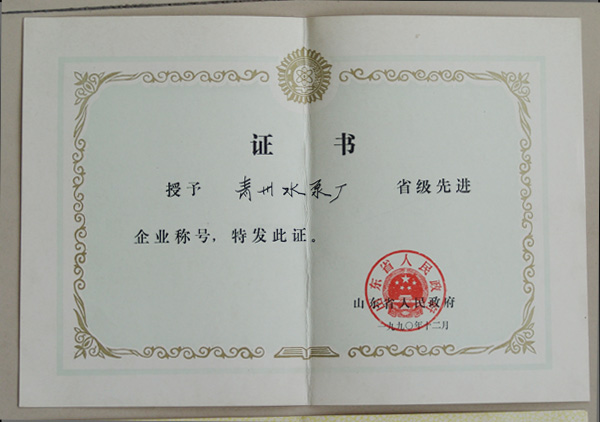 证 书
授予 青州水泵厂 省级先进
企业称号，特发此证。
山东省人民政府
山东省人民政府
一九九〇年十二月